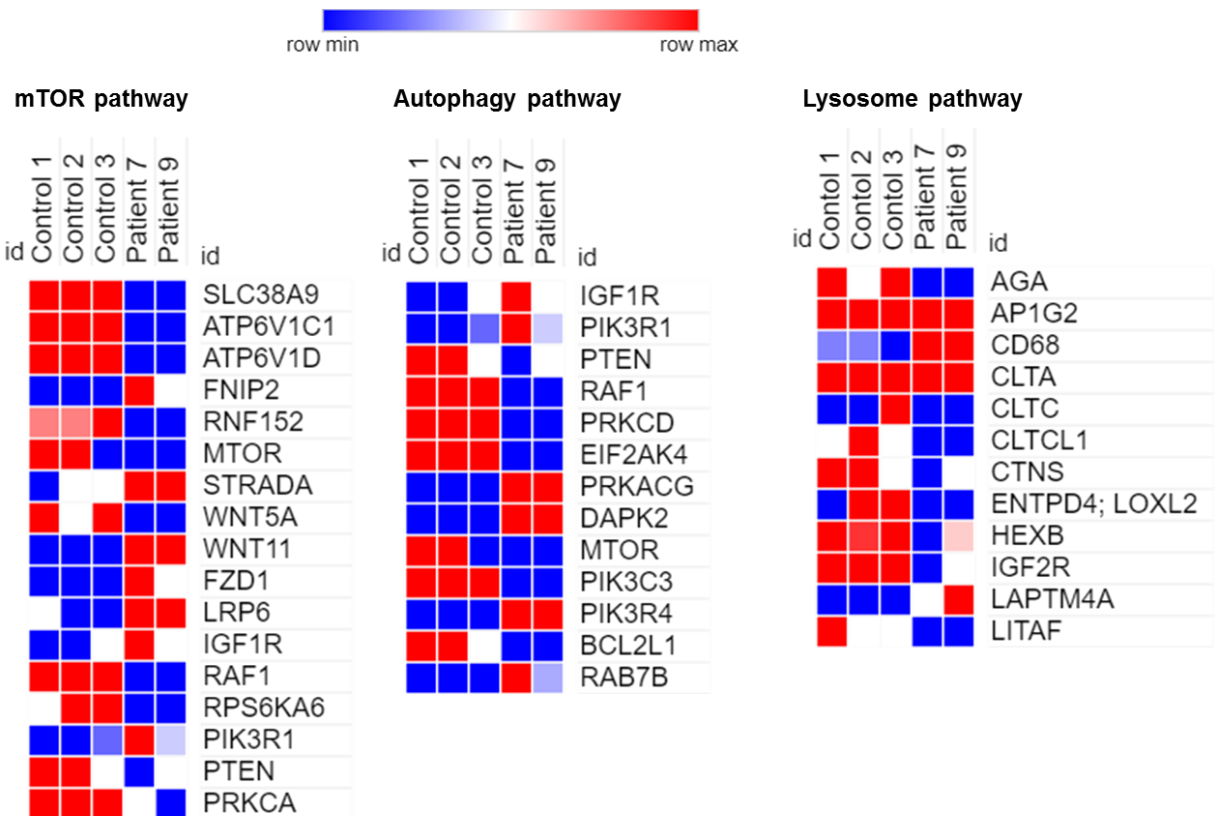 row min row max
mTOR pathway
id Control 1 Control 2 Control 3 Patient 7 Patient 9 id
SLC38A9
ATP6V1C1
ATP6V1D
FNIP2
RNF152
MTOR
STRADA
WNT5A
WNT11
FZD1
LRP6
IGF1R
RAF1
RPS6KA6
PIK3R1
PTEN
PRKCA
Autophagy pathway
id Control 1 Control 2 Control 3 Patient 7 Patient 9 id
IGF1R
PIK3R1
PTEN
RAF1
PRKCD
EIF2AK4
PRKACG
DAPK2
MTOR
PIK3C3
PIK3R4
BCL2L1
RAB7B
Lysosome pathway
id Contol 1 Control 2 Contol 3 Patient 7 Patient 9 id
AGA
AP1G2
CD68
CLTA
CLTC
CLTCL1
CTNS
ENTPD4; LOXL2
HEXB
IGF2R
LAPTM4A
LITAF